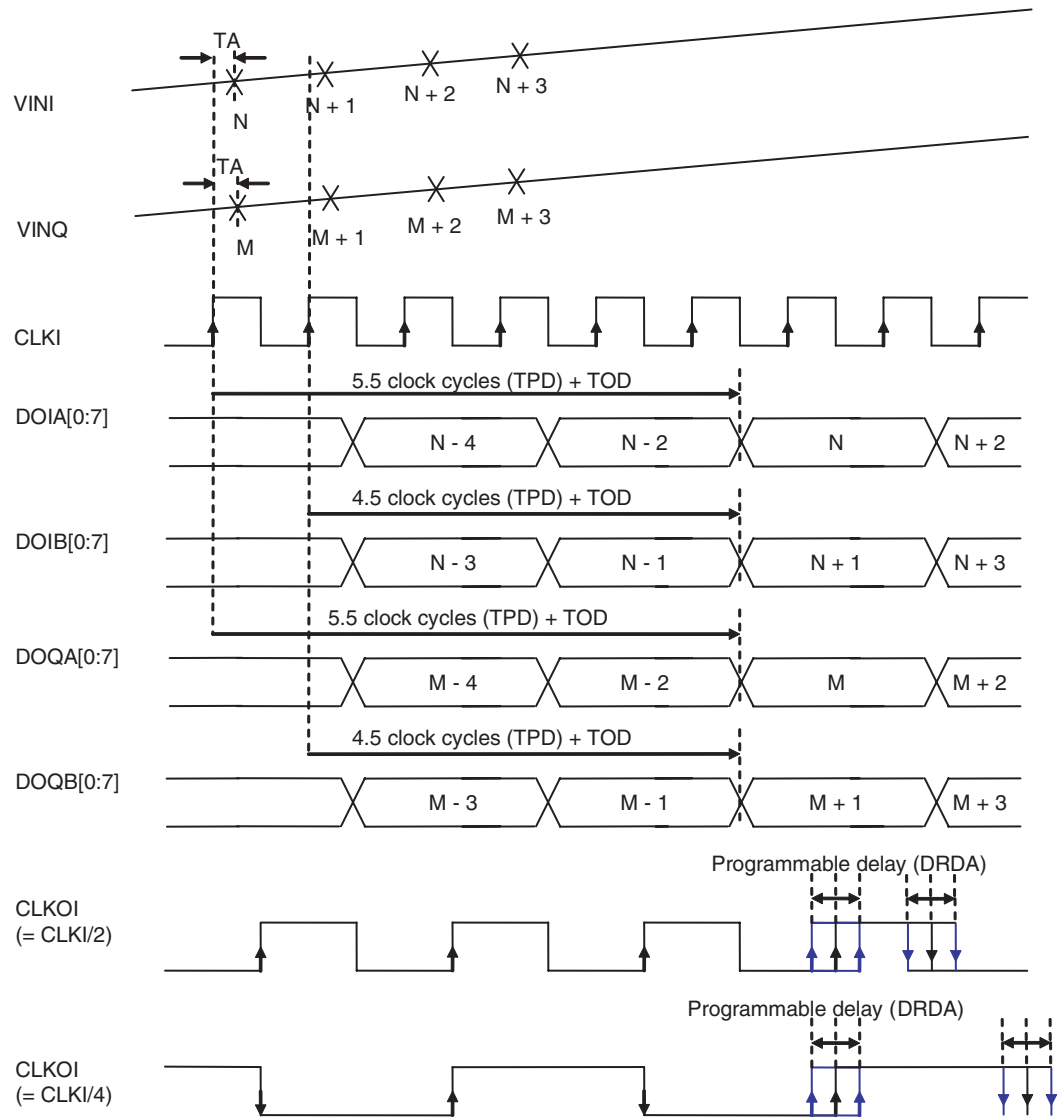 TA
VINI
N
N + 1
N + 2
N + 3
TA
VINQ
M
M + 1
M + 2
M + 3
CLKI
5.5 clock cycles (TPD) + TOD
DOIA[0:7]
N - 4
N - 2
N
N + 2
4.5 clock cycles (TPD) + TOD
DOIB[0:7]
N - 3
N - 1
N + 1
N + 3
5.5 clock cycles (TPD) + TOD
DOQA[0:7]
M - 4
M - 2
M
M + 2
4.5 clock cycles (TPD) + TOD
DOQB[0:7]
M - 3
M - 1
M + 1
M + 3
Programmable delay (DRDA)
CLKOI
(= CLKI/2)
Programmable delay (DRDA)
CLKOI
(= CLKI/4)